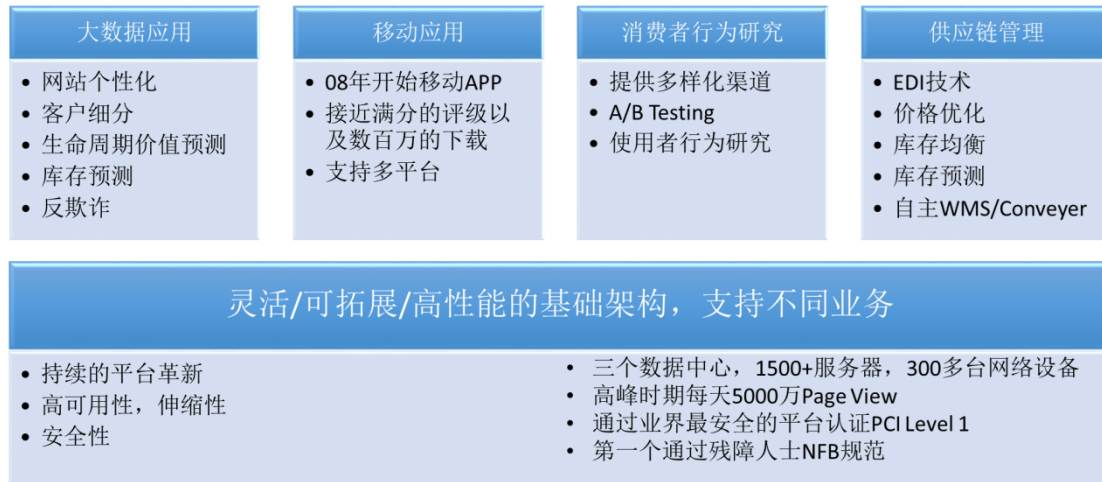 大数据应用
• 网站个性化
• 客户细分
• 生命周期价值预测
• 库存预测
• 反欺诈
移动应用
• 08年开始移动APP
• 接近满分的评级以
及数百万的下载
• 支持多平台
消费者行为研究
• 提供多样化渠道
• A/B Testing
• 使用者行为研究
供应链管理
• EDI技术
• 价格优化
• 库存均衡
• 库存预测
• 自主WMS/Conveyer
灵活/可拓展/高性能的基础架构，支持不同业务
• 持续的平台革新
• 高可用性，伸缩性
• 安全性
• 三个数据中心，1500+服务器，300多台网络设备
• 高峰时期每天5000万Page View
• 通过业界最安全的平台认证PCI Level 1
• 第一个通过残障人士NFB规范